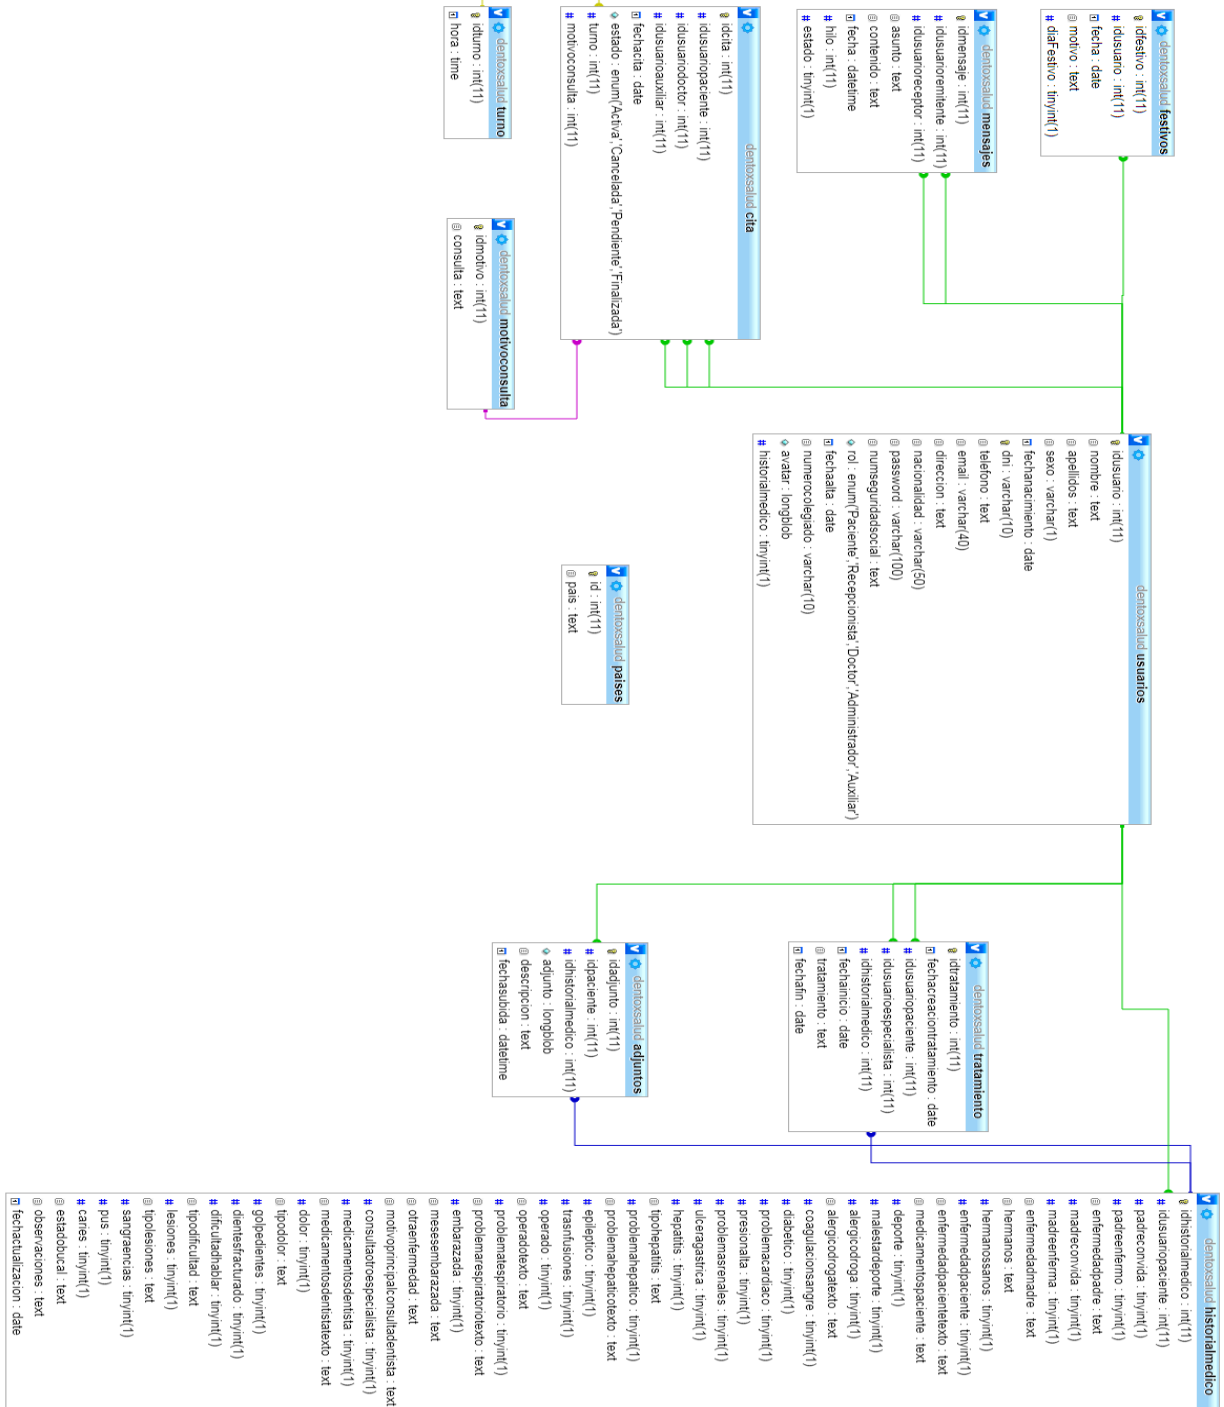 dentoxsalud festivos
idfestivo : int(11)
idusuario : int(11)
fecha : date
motivo : text
diaFestivo : tinyint(1)
dentoxsalud mensajes
idmensaje : int(11)
idusuarioremitente : int(11)
idusuarioreceptor : int(11)
asunto : text
contenido : text
fecha : datetime
hilo : int(11)
estado : tinyint(1)
dentoxsalud cita
idcita : int(11)
idusuariopaciente : int(11)
idusuariodoctor : int(11)
idusuarioauxiliar : int(11)
fechacita : date
estado : enum('Activa','Cancelada','Pendiente','Finalizada')
turno : int(11)
motivoconsulta : int(11)
dentoxsalud turno
idturno : int(11)
hora : time
dentoxsalud motivoconsulta
idmotivo : int(11)
consulta : text
dentoxsalud usuarios
idusuario : int(11)
nombre : text
apellidos : text
sexo : varchar(1)
fechanacimiento : date
dni : varchar(10)
telefono : text
email : varchar(40)
direccion : text
nacionalidad : varchar(50)
password : varchar(100)
numseguridadsocial : text
rol : enum('Paciente','Recepcionista','Doctor','Administrador','Auxiliar')
fechaalta : date
numerocolegiado : varchar(10)
avatar : longblob
historialmedico : tinyint(1)
dentoxsalud paises
id : int(11)
pais : text
dentoxsalud tratamiento
idtratamiento : int(11)
fechacreaciontratamiento : date
idusuariopaciente : int(11)
idusuarioespecialista : int(11)
idhistorialmedico : int(11)
fechainicio : date
tratamiento : text
fechafin : date
dentoxsalud adjuntos
idadjunto : int(11)
idpaciente : int(11)
idhistorialmedico : int(11)
adjunto : longblob
descripcion : text
fechasubida : datetime
dentoxsalud historialmedico
idhistorialmedico : int(11)
idusuariopaciente : int(11)
padreconvida : tinyint(1)
padreenfermo : tinyint(1)
enfermedadpadre : text
madreconvida : tinyint(1)
madreenferma : tinyint(1)
enfermedadmadre : text
hermanos : text
hermanossanos : tinyint(1)
enfermedadpaciente : tinyint(1)
enfermedadpacientetexto : text
medicamentospaciente : text
deporte : tinyint(1)
malestardeporte : tinyint(1)
alergicodroga : tinyint(1)
alergicodrogatexto : text
coagulacionsangre : tinyint(1)
diabetico : tinyint(1)
problemacardiaco : tinyint(1)
presionalta : tinyint(1)
problemasrenales : tinyint(1)
ulceragastrica : tinyint(1)
hepatitis : tinyint(1)
tipohepatitis : text
problemahepatico : tinyint(1)
problemahepaticotexto : text
epileptico : tinyint(1)
trasnfusiones : tinyint(1)
operado : tinyint(1)
operadotexto : text
problematespiratorio : tinyint(1)
problemarespiratoriotexto : text
embarazada : tinyint(1)
mesesembarazada : text
otraenfermedad : text
motivoprincipalconsultadentista : text
consultaotroespecialista : tinyint(1)
medicamentosdentista : tinyint(1)
medicamentosdentistatexto : text
dolor : tinyint(1)
tipodolor : text
golpedientes : tinyint(1)
dientesfracturado : tinyint(1)
dificultadhablar : tinyint(1)
tipodificultad : text
lesiones : tinyint(1)
tipolesiones : text
sangraencias : tinyint(1)
pus : tinyint(1)
caries : tinyint(1)
estadobucal : text
observaciones : text
fechactualizacion : date